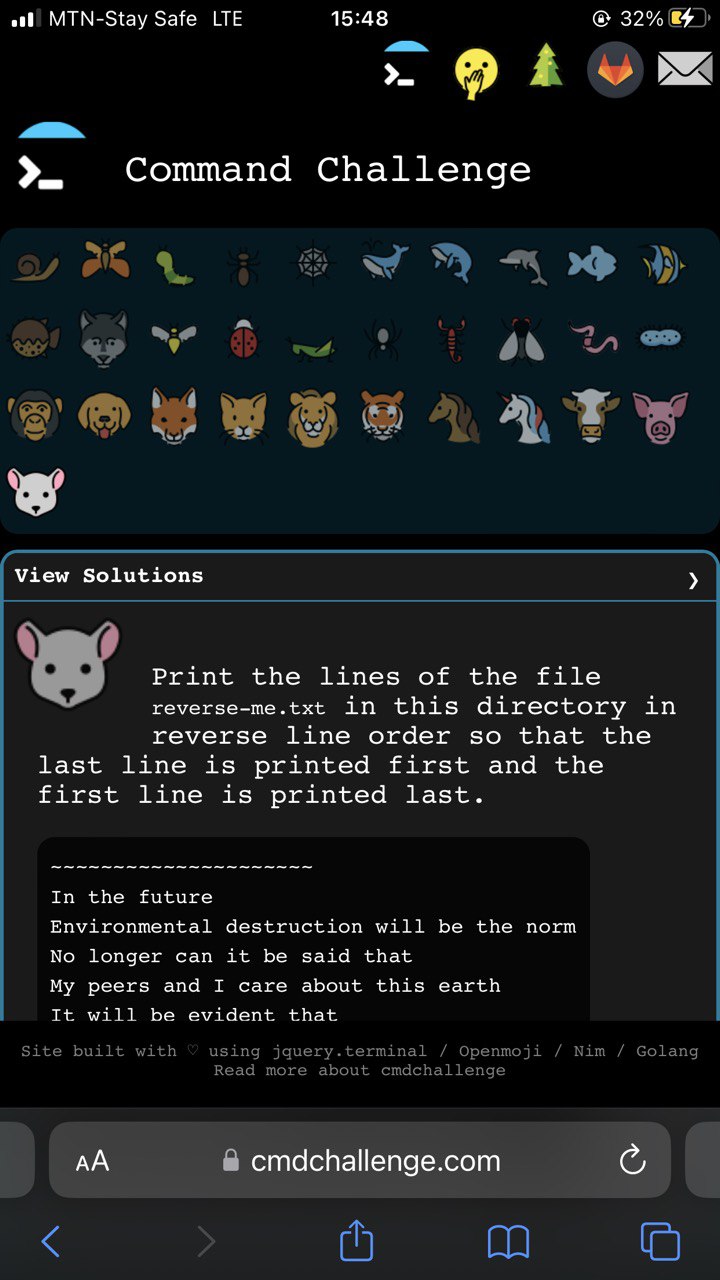 MTN-Stay Safe LTE 15:48 32%
Command Challenge
View Solutions
Print the lines of the file
reverse-me.txt in this directory in
reverse line order so that the
last line is printed first and the
first line is printed last.
~~~~~~~~~~~~~~~~~~~~~
In the future
Environmental destruction will be the norm
No longer can it be said that
My peers and I care about this earth
It will be evident that
Site built with ♡ using jquery.terminal / Openmoji / Nim / Golang
Read more about cmdchallenge
AA cmdchallenge.com